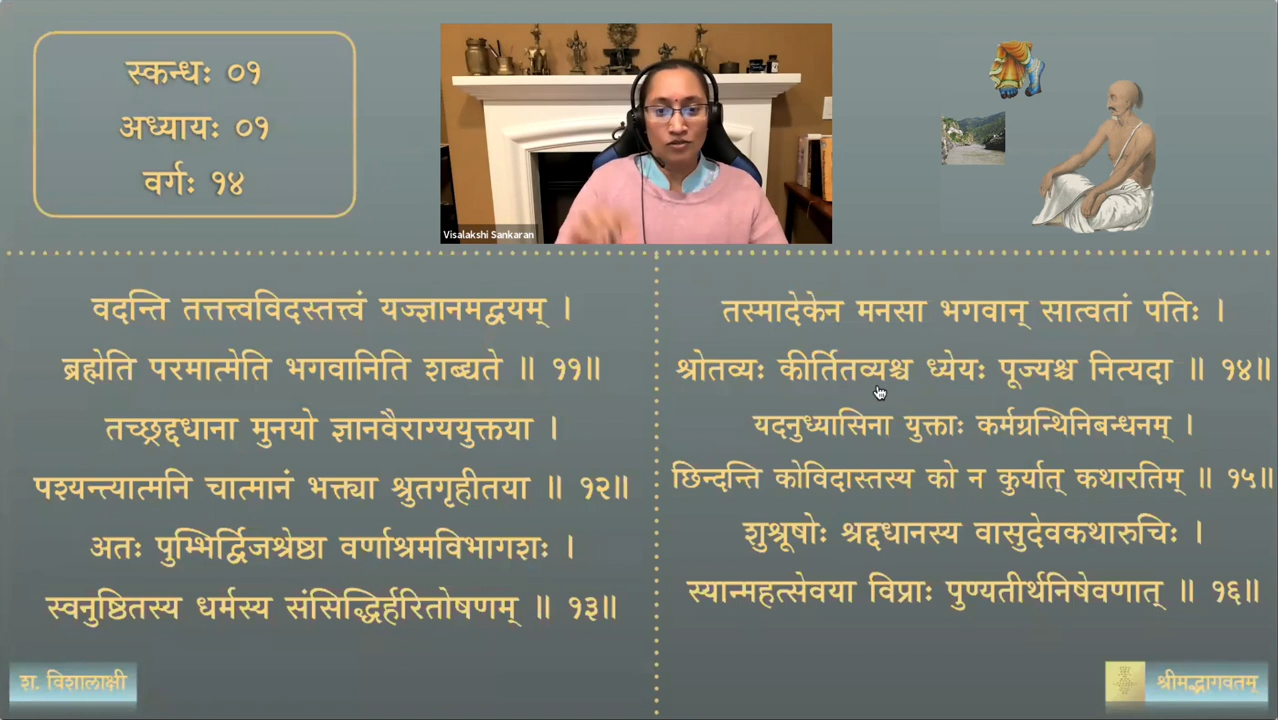 स्कन्धः ०१
अध्यायः ०१
वर्गः १४
Visalakshi Sankaran
वदन्ति तत्तत्त्वविदस्तत्त्वं यज्ज्ञानमद्वयम् ।
ब्रह्मेति परमात्मेति भगवानिति शब्द्यते ॥ ११॥
तच्छ्रद्दधाना मुनयो ज्ञानवैराग्ययुक्तया ।
पश्यन्त्यात्मनि चात्मानं भक्त्या श्रुतगृहीतया ॥ १२॥
अतः पुम्भिर्द्विजश्रेष्ठा वर्णाश्रमविभागशः ।
स्वनुष्ठितस्य धर्मस्य संसिद्धिर्हरितोषणम् ॥ १३॥
तस्मादेकेन मनसा भगवान् सात्वतां पतिः ।
श्रोतव्यः कीर्तितव्यश्च ध्येयः पूज्यश्च नित्यदा ॥ १४॥
यदनुध्यासिना युक्ताः कर्मग्रन्थिनिबन्धनम् ।
छिन्दन्ति कोविदास्तस्य को न कुर्यात् कथारतिम् ॥ १५॥
शुश्रूषोः श्रद्दधानस्य वासुदेवकथारुचिः ।
स्यान्महत्सेवया विप्राः पुण्यतीर्थनिषेवणात् ॥ १६॥
श. विशालाक्षी
श्रीमद्भागवतम्